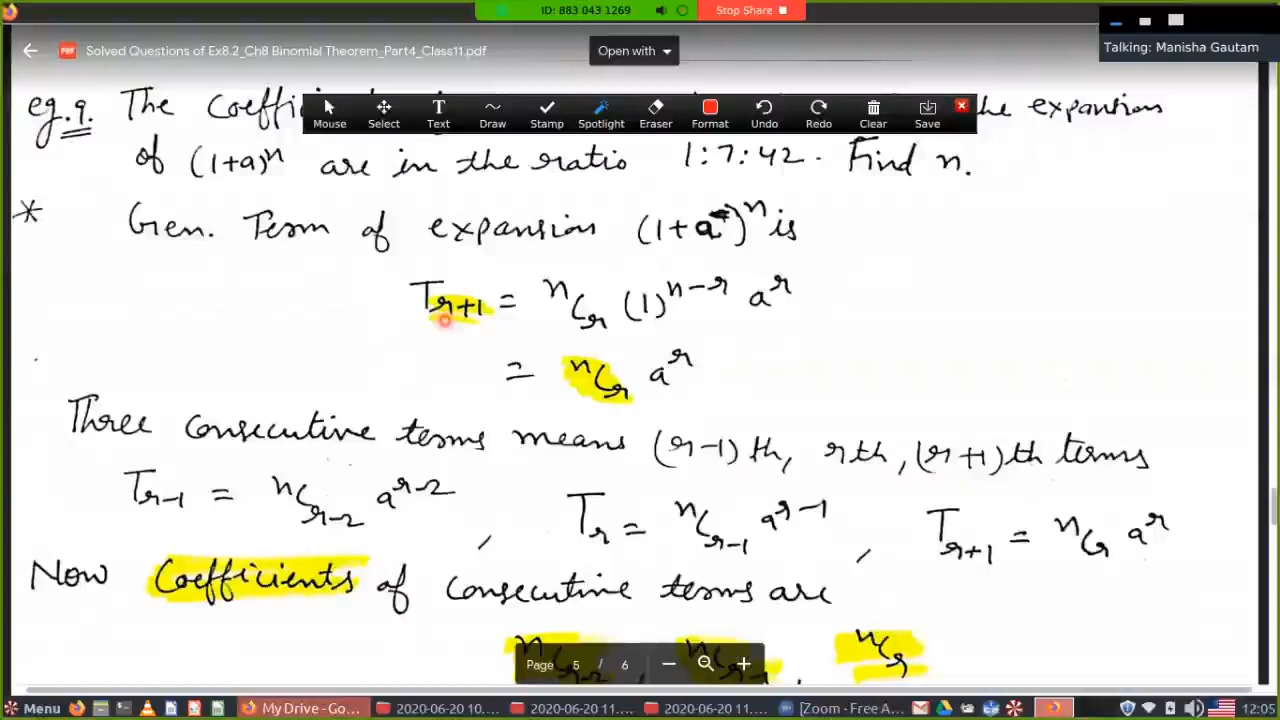 ID: 883 043 1269 Stop Share
Talking: Manisha Gautam
Solved Questions of Ex8.2_Ch8 Binomial Theorem_Part4_Class11.pdf
Open with
Mouse Select Text Draw Stamp Spotlight Eraser Format Undo Redo Clear Save
eg.9. The Coeffici the expansion
of (1+a)ⁿ are in the ratio 1:7:42. Find n.
* Gen. Term of expansion (1+a)ⁿ is
T_{r+1} = ⁿC_r (1)^{n-r} a^r
= ⁿC_r a^r
Three consecutive terms means (r-1)th, rth, (r+1)th terms
T_{r-1} = ⁿC_{r-2} a^{r-2} , T_r = ⁿC_{r-1} a^{r-1} , T_{r+1} = ⁿC_r a^r
Now Coefficients of consecutive terms are
ⁿC_{r-2} , ⁿC_{r-1} , ⁿC_r
Page 5 / 6
Menu My Drive - Go... 2020-06-20 10.... 2020-06-20 11.... 2020-06-20 11.... [Zoom - Free A... 12:05